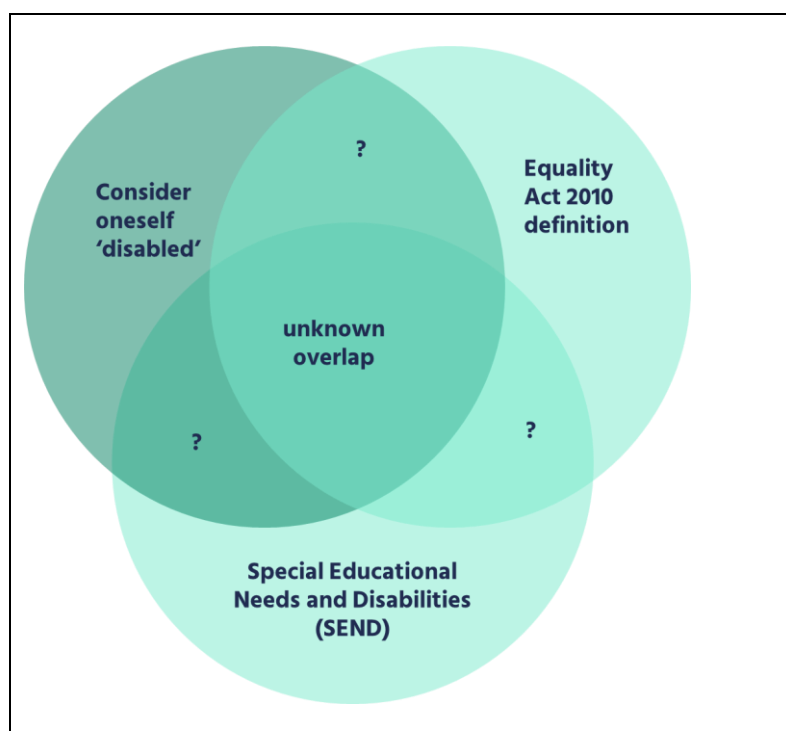 ?
Consider
oneself
‘disabled’
Equality
Act 2010
definition
unknown
overlap
?
?
Special Educational
Needs and Disabilities
(SEND)